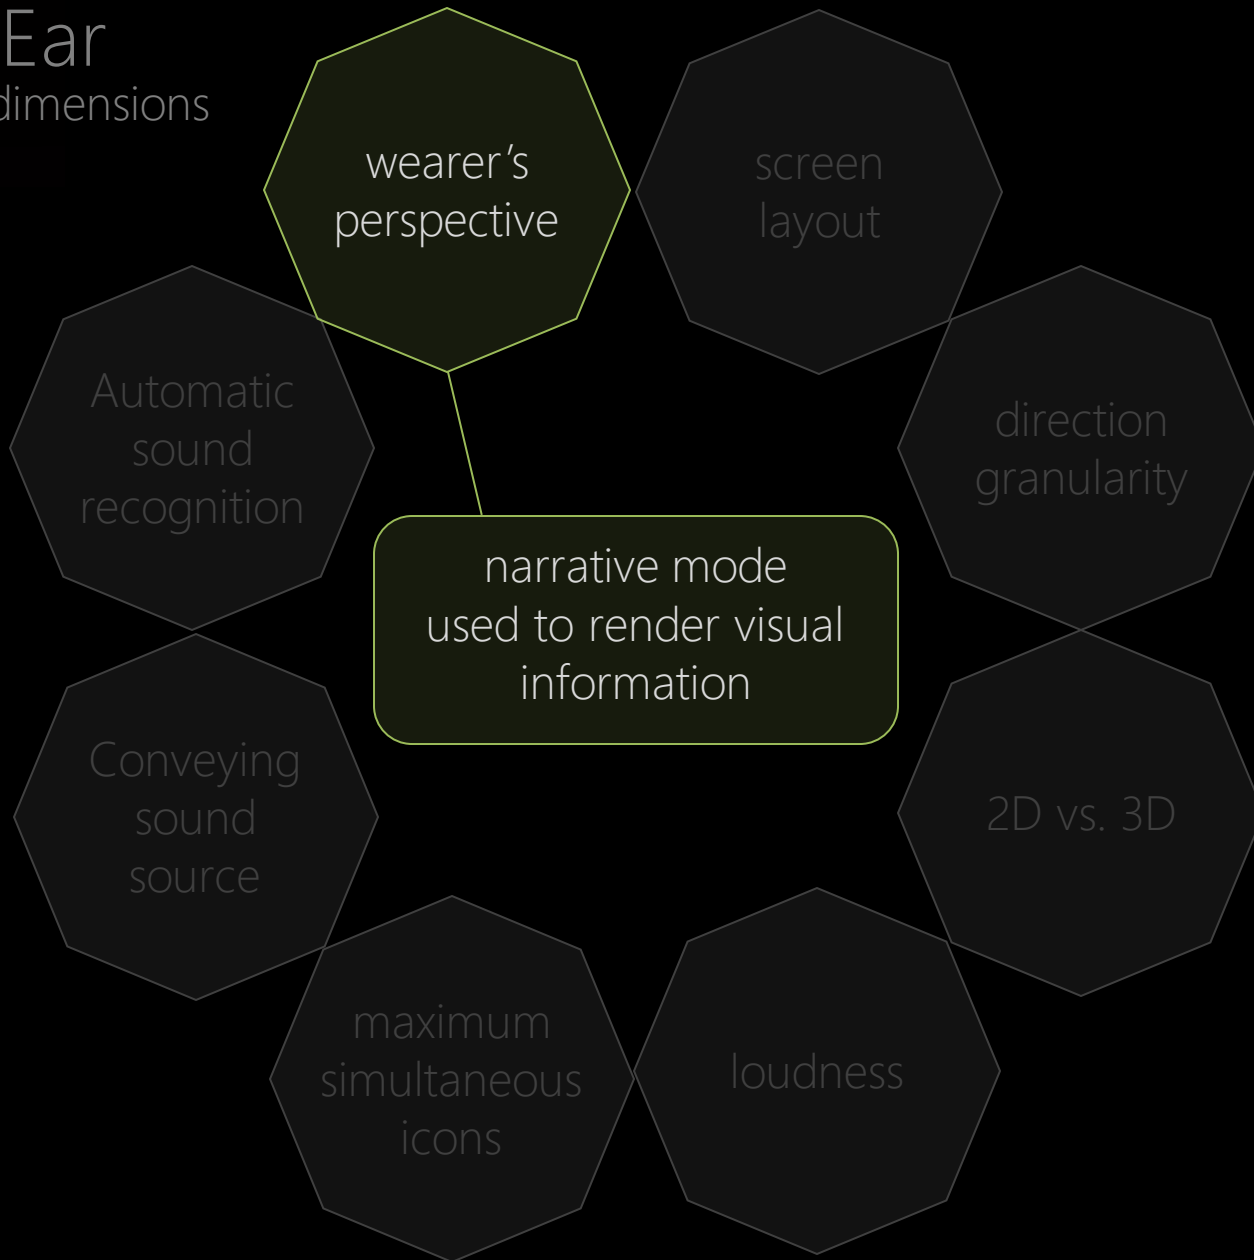 Ear
dimensions
wearer's
perspective
screen
layout
Automatic
sound
recognition
direction
granularity
narrative mode
used to render visual
information
Conveying
sound
source
2D vs. 3D
maximum
simultaneous
icons
loudness